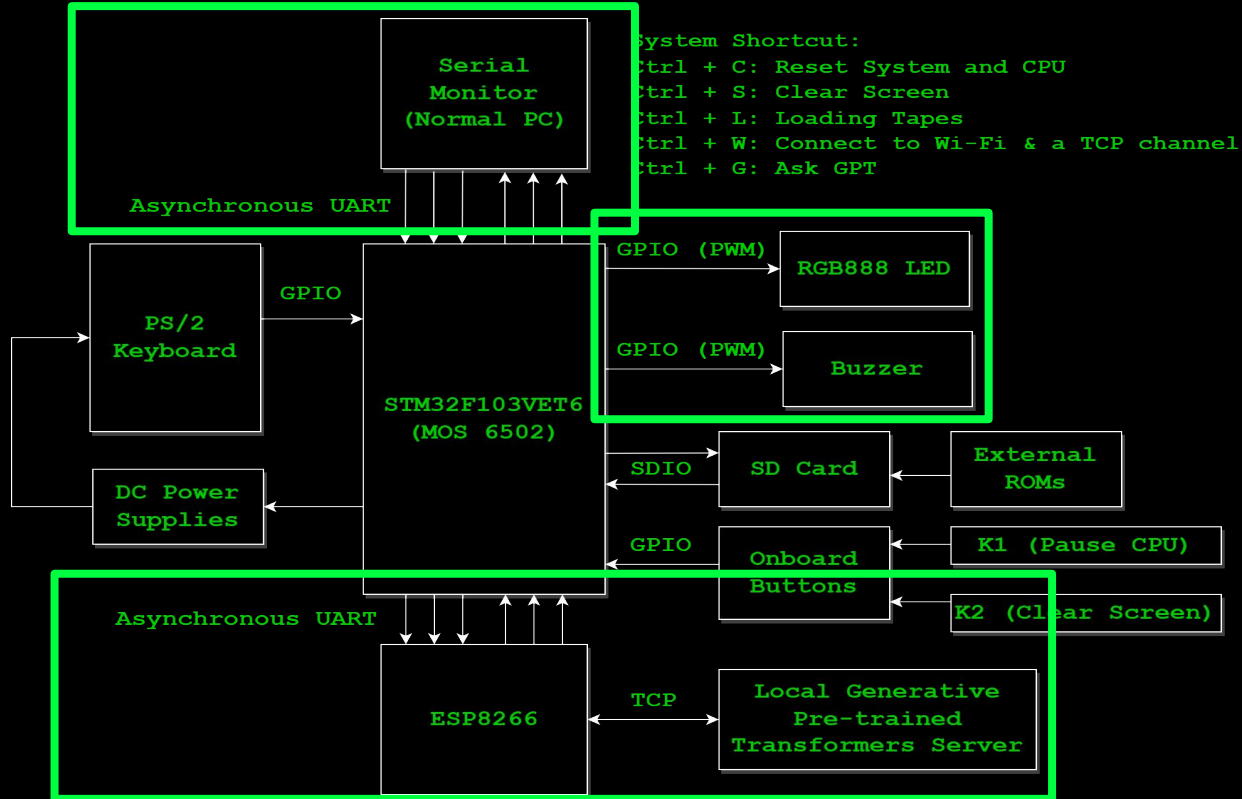 Serial
Monitor
(Normal PC)
System Shortcut:
Ctrl + C: Reset System and CPU
Ctrl + S: Clear Screen
Ctrl + L: Loading Tapes
Ctrl + W: Connect to Wi-Fi & a TCP channel
Ctrl + G: Ask GPT
Asynchronous UART
GPIO (PWM)
RGB888 LED
GPIO
PS/2
Keyboard
GPIO (PWM)
Buzzer
STM32F103VET6
(MOS 6502)
SDIO
SD Card
External
ROMs
DC Power
Supplies
GPIO
Onboard
Buttons
K1 (Pause CPU)
K2 (Clear Screen)
Asynchronous UART
ESP8266
TCP
Local Generative
Pre-trained
Transformers Server